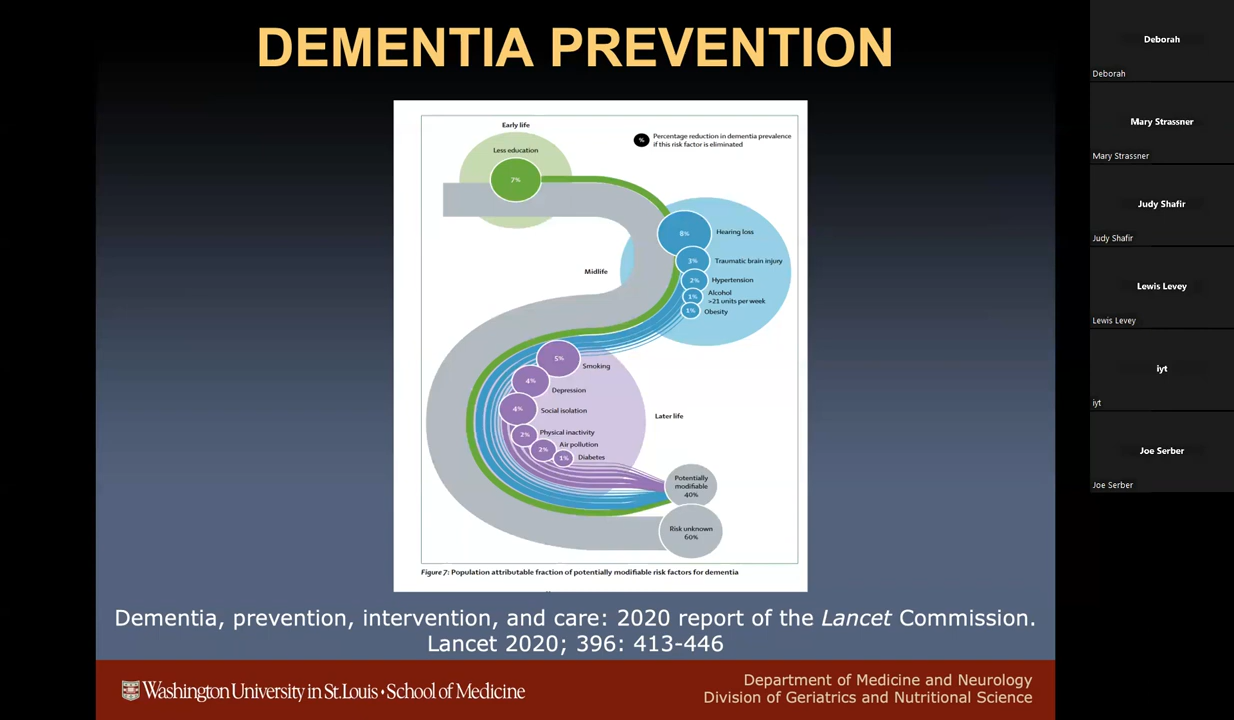 DEMENTIA PREVENTION
Early life
Less education
7%
% Percentage reduction in dementia prevalence
if this risk factor is eliminated
8% Hearing loss
3% Traumatic brain injury
Midlife
2% Hypertension
1% Alcohol
>21 units per week
1% Obesity
5% Smoking
4% Depression
4% Social isolation
Later life
2% Physical inactivity
2% Air pollution
1% Diabetes
Potentially
modifiable
40%
Risk unknown
60%
Figure 7: Population attributable fraction of potentially modifiable risk factors for dementia
Dementia, prevention, intervention, and care: 2020 report of the Lancet Commission.
Lancet 2020; 396: 413-446
Washington University in St. Louis • School of Medicine
Department of Medicine and Neurology
Division of Geriatrics and Nutritional Science
Deborah
Deborah
Mary Strassner
Mary Strassner
Judy Shafir
Judy Shafir
Lewis Levey
Lewis Levey
iyt
iyt
Joe Serber
Joe Serber